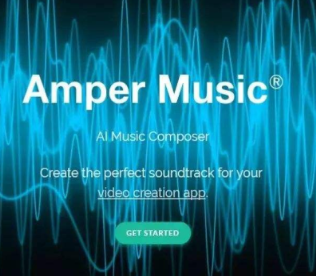 Amper Music®
AI Music Composer
Create the perfect soundtrack for your
video creation app.
GET STARTED